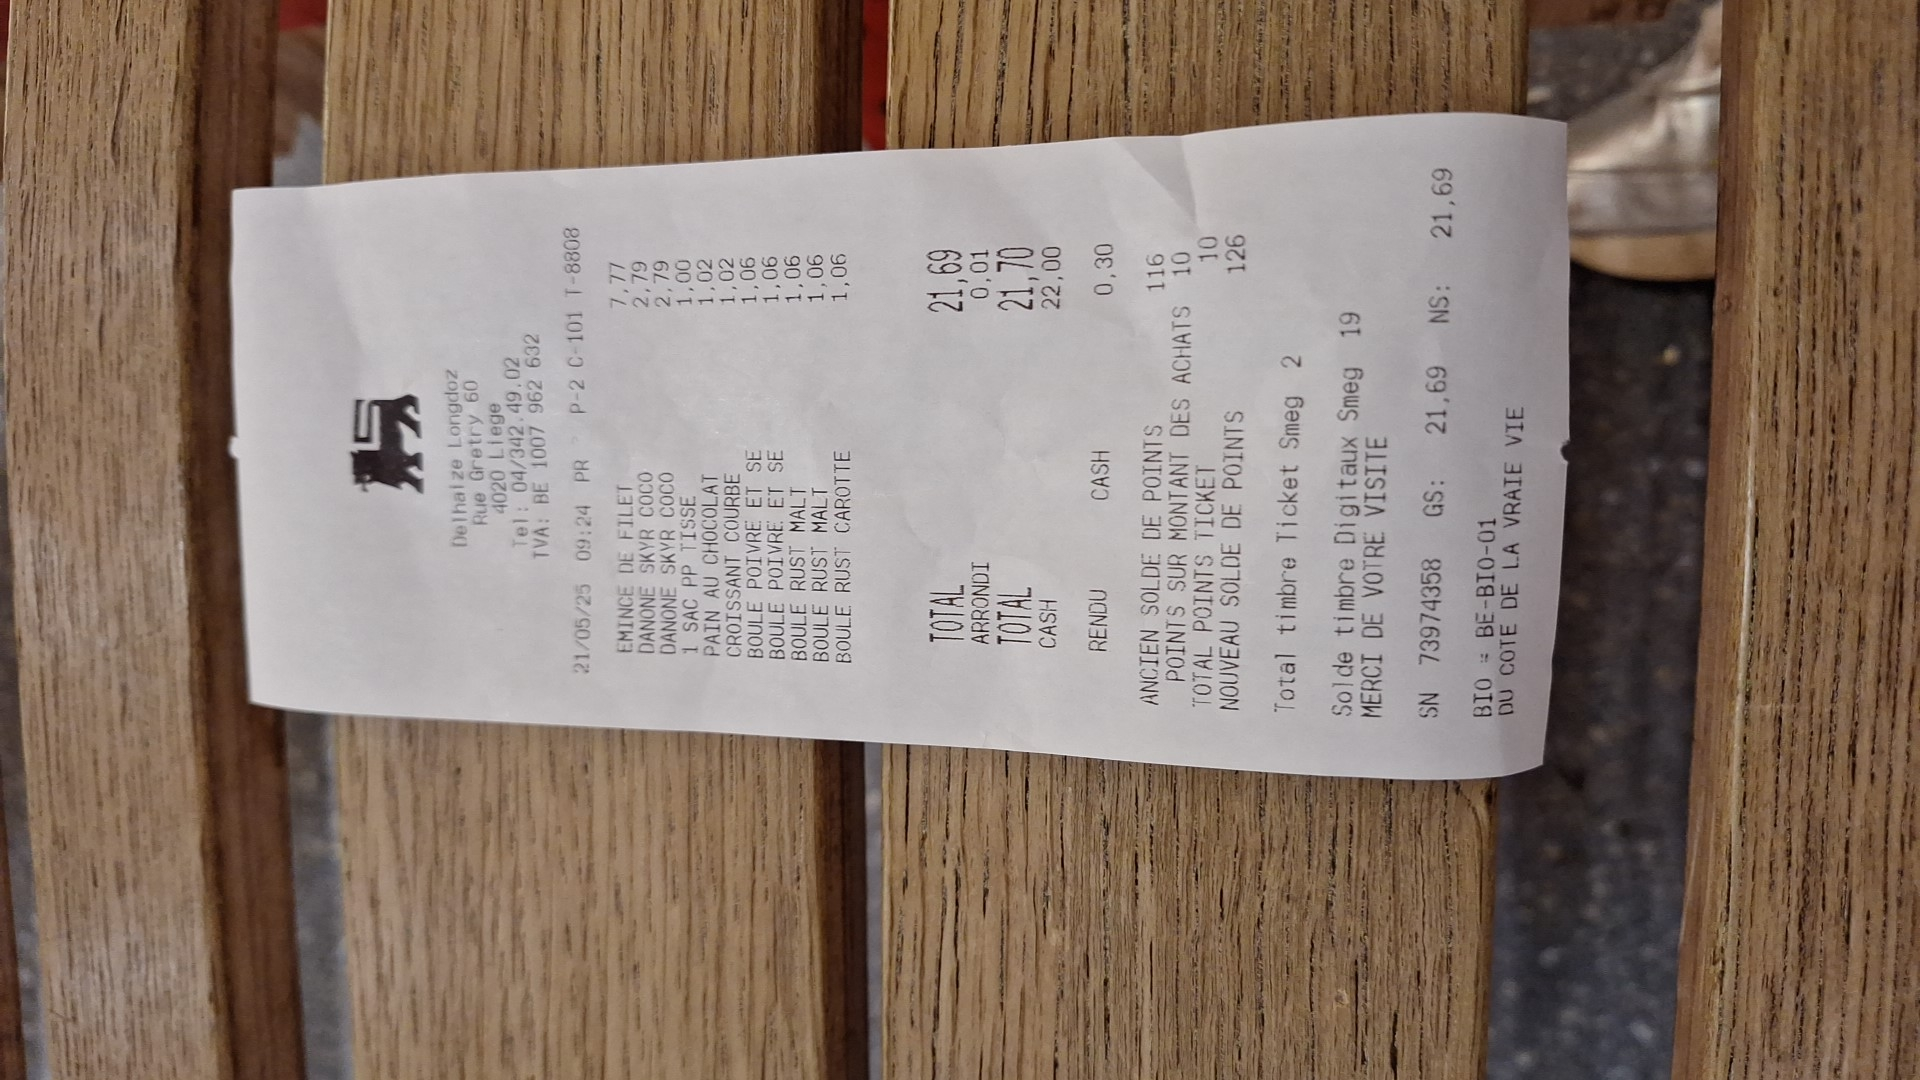 Delhaize Longdoz
Rue Gretry 60
4020 Liege
Tel: 04/342.49.02
TVA: BE 1007 962 632
21/05/25 09:24 PR P-2 C-101 T-8808
EMINCE DE FILET 7,77
DANONE SKYR COCO 2,79
DANONE SKYR COCO 2,79
1 SAC PP TISSE 1,00
PAIN AU CHOCOLAT 1,02
CROISSANT COURBE 1,02
BOULE POIVRE ET SE 1,06
BOULE POIVRE ET SE 1,06
BOULE RUST MALT 1,06
BOULE RUST MALT 1,06
BOULE RUST CAROTTE 1,06
TOTAL 21,69
ARRONDI 0,01
TOTAL 21,70
CASH 22,00
RENDU CASH 0,30
ANCIEN SOLDE DE POINTS 116
POINTS SUR MONTANT DES ACHATS 10
TOTAL POINTS TICKET 10
NOUVEAU SOLDE DE POINTS 126
Total timbre Ticket Smeg 2
Solde timbre Digitaux Smeg 19
MERCI DE VOTRE VISITE
SN 73974358 GS: 21,69 NS: 21,69
BIO = BE-BIO-01
DU COTE DE LA VRAIE VIE